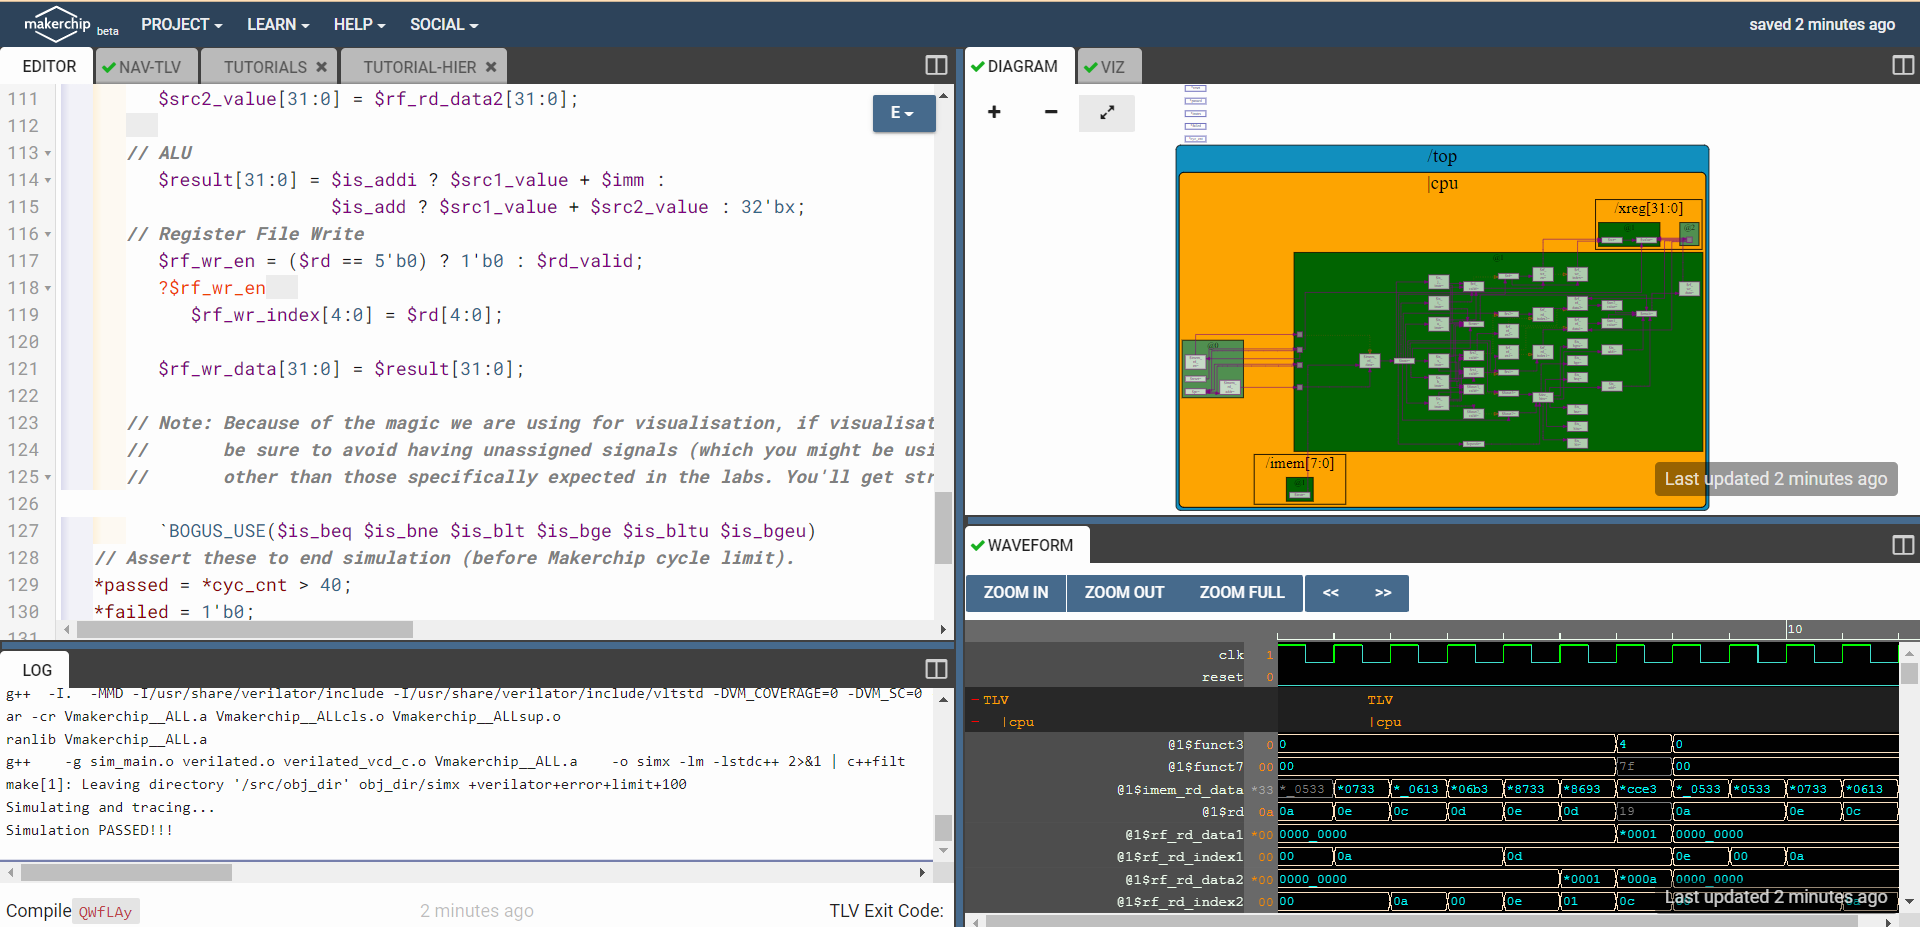 makerchip beta PROJECT LEARN HELP SOCIAL saved 2 minutes ago
EDITOR NAV-TLV TUTORIALS TUTORIAL-HIER
111 $src2_value[31:0] = $rf_rd_data2[31:0];
112
113 // ALU
114 $result[31:0] = $is_addi ? $src1_value + $imm :
115 $is_add ? $src1_value + $src2_value : 32'bx;
116 // Register File Write
117 $rf_wr_en = ($rd == 5'b0) ? 1'b0 : $rd_valid;
118 ?$rf_wr_en
119 $rf_wr_index[4:0] = $rd[4:0];
120
121 $rf_wr_data[31:0] = $result[31:0];
122
123 // Note: Because of the magic we are using for visualisation, if visualisat
124 // be sure to avoid having unassigned signals (which you might be usi
125 // other than those specifically expected in the labs. You'll get str
126
127 `BOGUS_USE($is_beq $is_bne $is_blt $is_bge $is_bltu $is_bgeu)
128 // Assert these to end simulation (before Makerchip cycle limit).
129 *passed = *cyc_cnt > 40;
130 *failed = 1'b0;
131
E
LOG
g++ -I. -MMD -I/usr/share/verilator/include -I/usr/share/verilator/include/vltstd -DVM_COVERAGE=0 -DVM_SC=0
ar -cr Vmakerchip__ALL.a Vmakerchip__ALLcls.o Vmakerchip__ALLsup.o
ranlib Vmakerchip__ALL.a
g++ -g sim_main.o verilated.o verilated_vcd_c.o Vmakerchip__ALL.a -o simx -lm -lstdc++ 2>&1 | c++filt
make[1]: Leaving directory '/src/obj_dir' obj_dir/simx +verilator+error+limit+100
Simulating and tracing...
Simulation PASSED!!!
Compile QWfLAy 2 minutes ago TLV Exit Code:
DIAGRAM VIZ
+ −
/top
|cpu
/xreg[31:0]
/imem[7:0]
Last updated 2 minutes ago
WAVEFORM
ZOOM IN ZOOM OUT ZOOM FULL << >>
10
clk 1
reset 0
TLV TLV
|cpu |cpu
@1$funct3 0 0 4 0
@1$funct7 00 00 7f 00
@1$imem_rd_data *33 *_0533 *0733 *_0613 *06b3 *8733 *8693 *cce3 *_0533 *0533 *0733 *0613
@1$rd 0a 0a 0e 0c 0d 0e 0d 19 0a 0e 0c
@1$rf_rd_data1 *00 0000_0000 *0001 0000_0000
@1$rf_rd_index1 00 00 0a 0d 0e 00 0a
@1$rf_rd_data2 *00 0000_0000 *0001 *000a 0000_0000
@1$rf_rd_index2 00 00 0a 00 0e 01 0c
Last updated 2 minutes ago